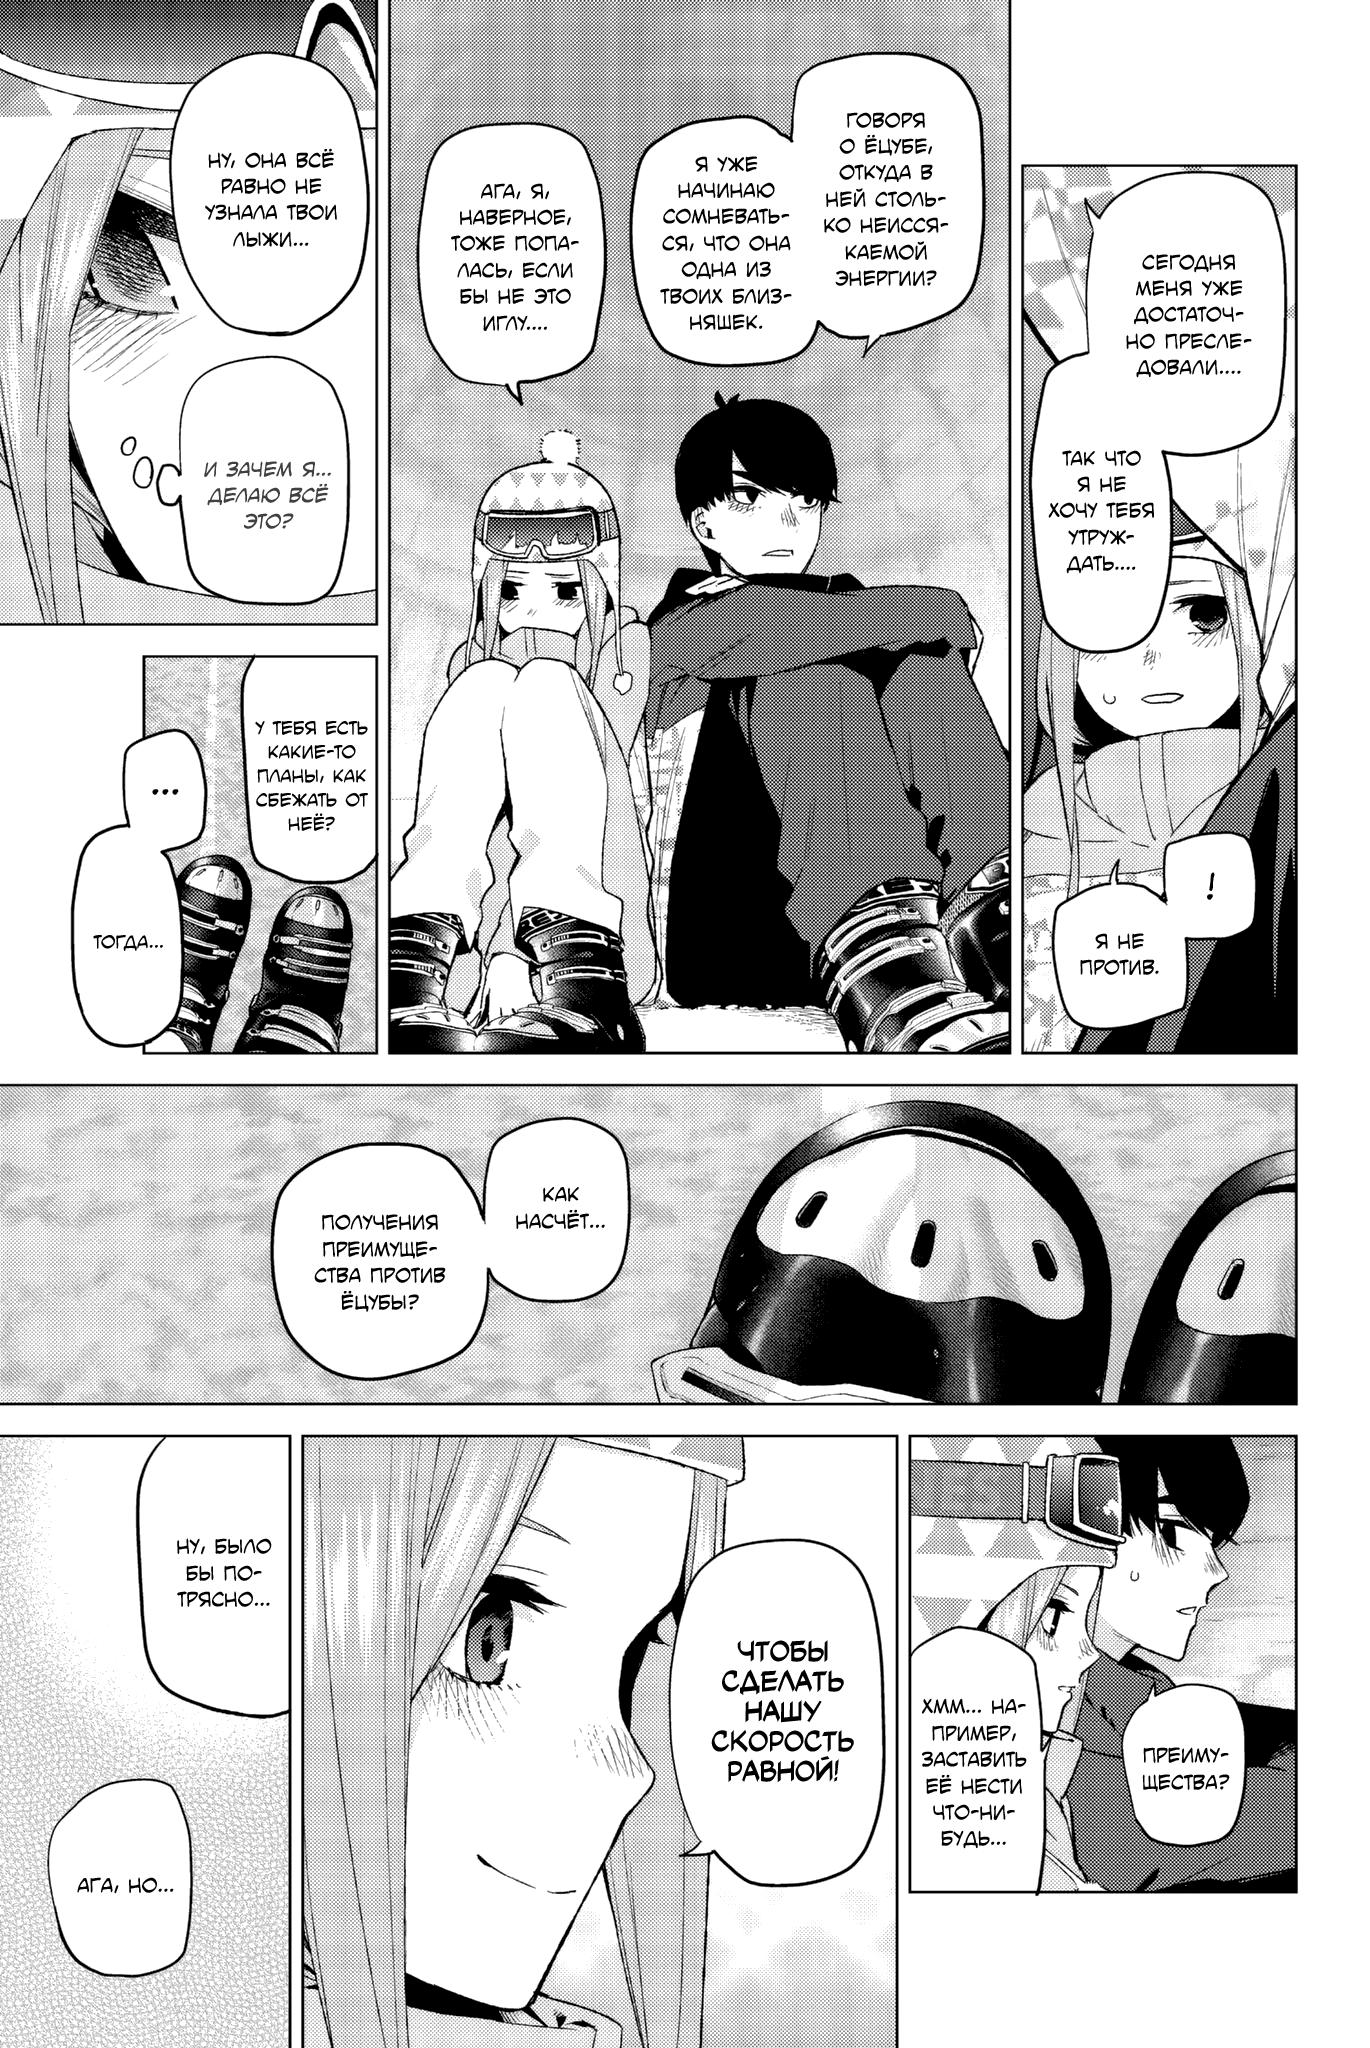 СЕГОДНЯ
МЕНЯ УЖЕ
ДОСТАТОЧ-
НО ПРЕСЛЕ-
ДОВАЛИ....
ТАК ЧТО
Я НЕ
ХОЧУ ТЕБЯ
УТРУЖ-
ДАТЬ....
!
Я НЕ
ПРОТИВ.
ГОВОРЯ
О ЁЦУБЕ,
ОТКУДА В
НЕЙ СТОЛЬ-
КО НЕИССЯ-
КАЕМОЙ
ЭНЕРГИИ?
Я УЖЕ
НАЧИНАЮ
СОМНЕВАТЬ-
СЯ, ЧТО ОНА
ОДНА ИЗ
ТВОИХ БЛИЗ-
НЯШЕК.
АГА, Я,
НАВЕРНОЕ,
ТОЖЕ ПОПА-
ЛАСЬ, ЕСЛИ
БЫ НЕ ЭТО
ИГЛУ....
НУ, ОНА ВСЁ
РАВНО НЕ
УЗНАЛА ТВОИ
ЛЫЖИ...
И ЗАЧЕМ Я...
ДЕЛАЮ ВСЁ
ЭТО?
У ТЕБЯ ЕСТЬ
КАКИЕ-ТО
ПЛАНЫ, КАК
СБЕЖАТЬ ОТ
НЕЁ?
...
ТОГДА...
КАК
НАСЧЁТ...
ПОЛУЧЕНИЯ
ПРЕИМУЩЕ-
СТВА ПРОТИВ
ЁЦУБЫ?
ПРЕИМУ-
ЩЕСТВА?
ХММ... НА-
ПРИМЕР,
ЗАСТАВИТЬ
ЕЁ НЕСТИ
ЧТО-НИ-
БУДЬ...
ЧТОБЫ
СДЕЛАТЬ
НАШУ
СКОРОСТЬ
РАВНОЙ!
НУ, БЫЛО
БЫ ПО-
ТРЯСНО...
АГА, НО...